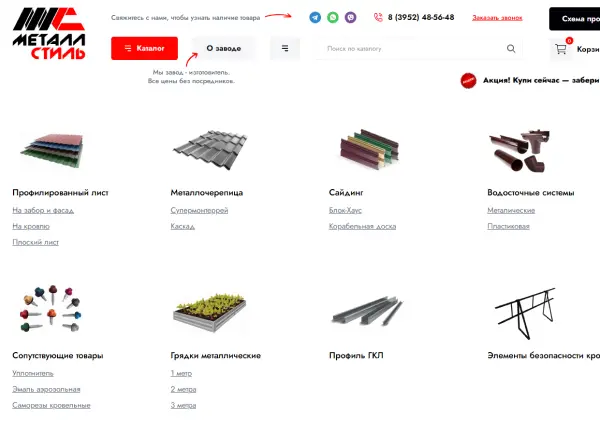 МЕТАЛЛ
СТИЛЬ
Свяжитесь с нами, чтобы узнать наличие товара
8 (3952) 48-56-48
Заказать звонок
Схема про
Каталог
О заводе
Поиск по каталогу
0
Корзи
Мы завод - изготовитель.
Все цены без посредников.
Акция! Купи сейчас — забери
Профилированный лист
На забор и фасад
На кровлю
Плоский лист
Металлочерепица
Супермонтеррей
Каскад
Сайдинг
Блок-Хаус
Корабельная доска
Водосточные системы
Металические
Пластиковая
Сопутствующие товары
Уплотнитель
Эмаль аэрозольная
Саморезы кровельные
Грядки металлические
1 метр
2 метра
3 метра
Профиль ГКЛ
Элементы безопасности кро